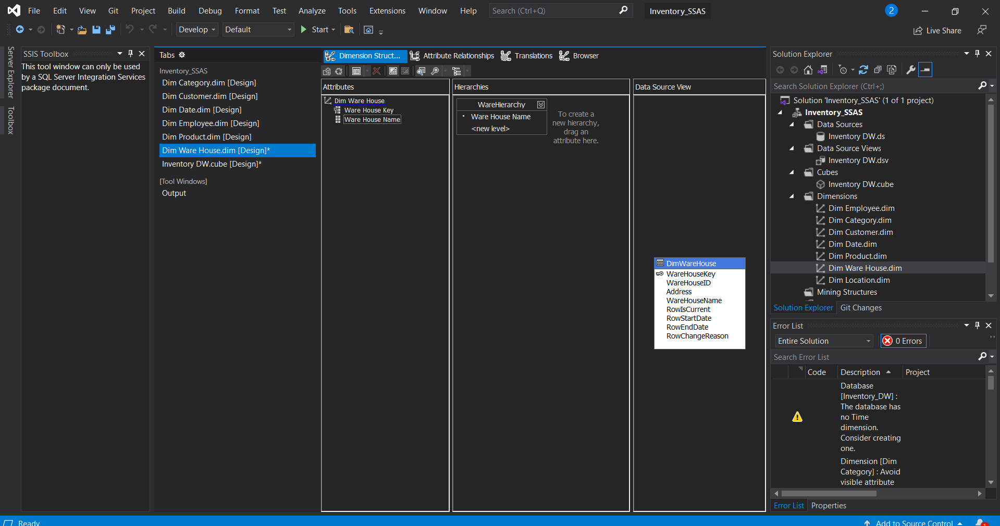 File Edit View Git Project Build Debug Format Test Analyze Tools Extensions Window Help Search (Ctrl+Q) Inventory_SSAS 2
Develop Default Start Live Share
Server Explorer
Toolbox
SSIS Toolbox
This tool window can only be used
by a SQL Server Integration Services
package document.
Tabs
Inventory_SSAS
Dim Category.dim [Design]
Dim Customer.dim [Design]
Dim Date.dim [Design]
Dim Employee.dim [Design]
Dim Product.dim [Design]
Dim Ware House.dim [Design]*
Inventory DW.cube [Design]*
[Tool Windows]
Output
Dimension Struct... Attribute Relationships Translations Browser
Attributes
Dim Ware House
Ware House Key
Ware House Name
Hierarchies
WareHierarchy
Ware House Name
<new level>
To create a
new hierarchy,
drag an
attribute here.
Data Source View
DimWareHouse
WareHouseKey
WareHouseID
Address
WareHouseName
RowIsCurrent
RowStartDate
RowEndDate
RowChangeReason
Solution Explorer
Search Solution Explorer (Ctrl+;)
Solution 'Inventory_SSAS' (1 of 1 project)
Inventory_SSAS
Data Sources
Inventory DW.ds
Data Source Views
Inventory DW.dsv
Cubes
Inventory DW.cube
Dimensions
Dim Employee.dim
Dim Category.dim
Dim Customer.dim
Dim Date.dim
Dim Product.dim
Dim Ware House.dim
Dim Location.dim
Mining Structures
Solution Explorer Git Changes
Error List
Entire Solution 0 Errors
Search Error List
Code Description Project
Database
[Inventory_DW] :
The database has
no Time
dimension.
Consider creating
one.
Dimension [Dim
Category] : Avoid
visible attribute
Error List Properties
Ready Add to Source Control 1